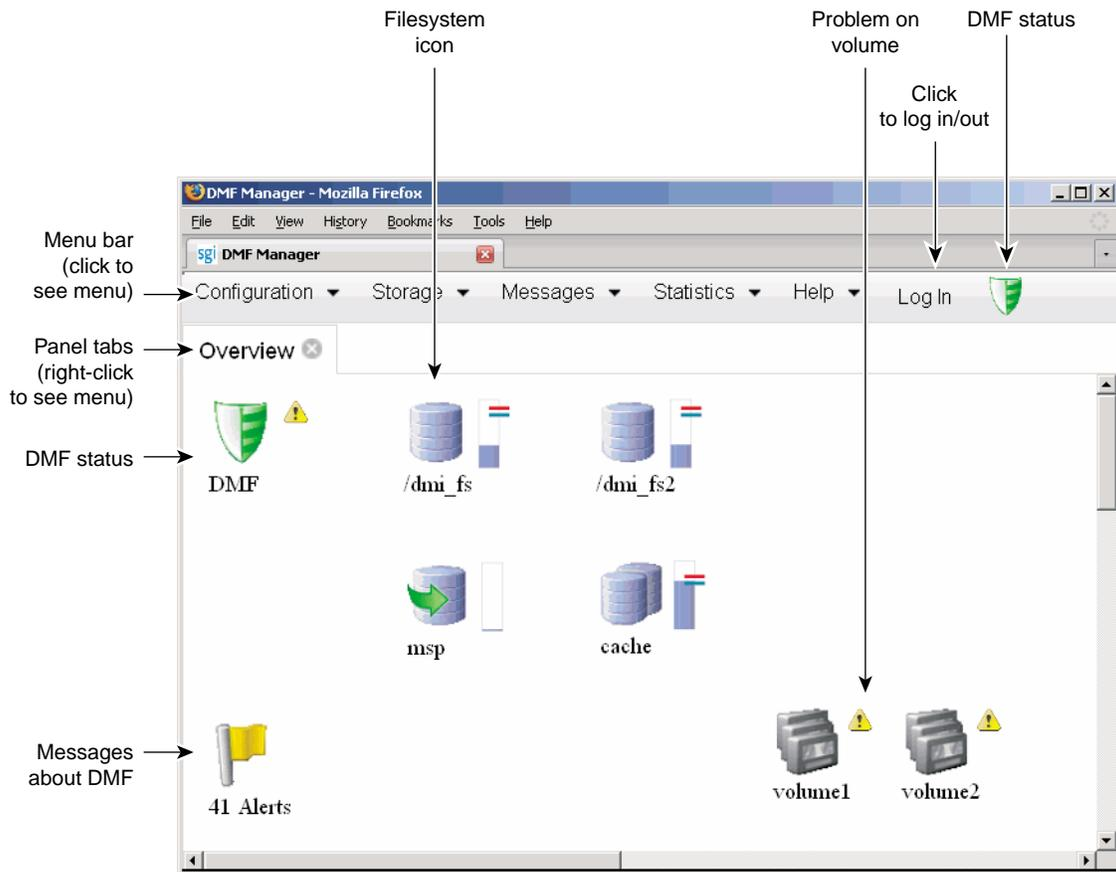 Filesystem
icon
Problem on
volume
DMF status
Click
to log in/out
DMF Manager - Mozilla Firefox
File Edit View History Bookmarks Tools Help
sgi DMF Manager
Menu bar
(click to
see menu)
Configuration Storage Messages Statistics Help Log In
Panel tabs
(right-click
to see menu)
Overview
DMF status
DMF
/dmi_fs
/dmi_fs2
msp
cache
Messages
about DMF
41 Alerts
volume1
volume2